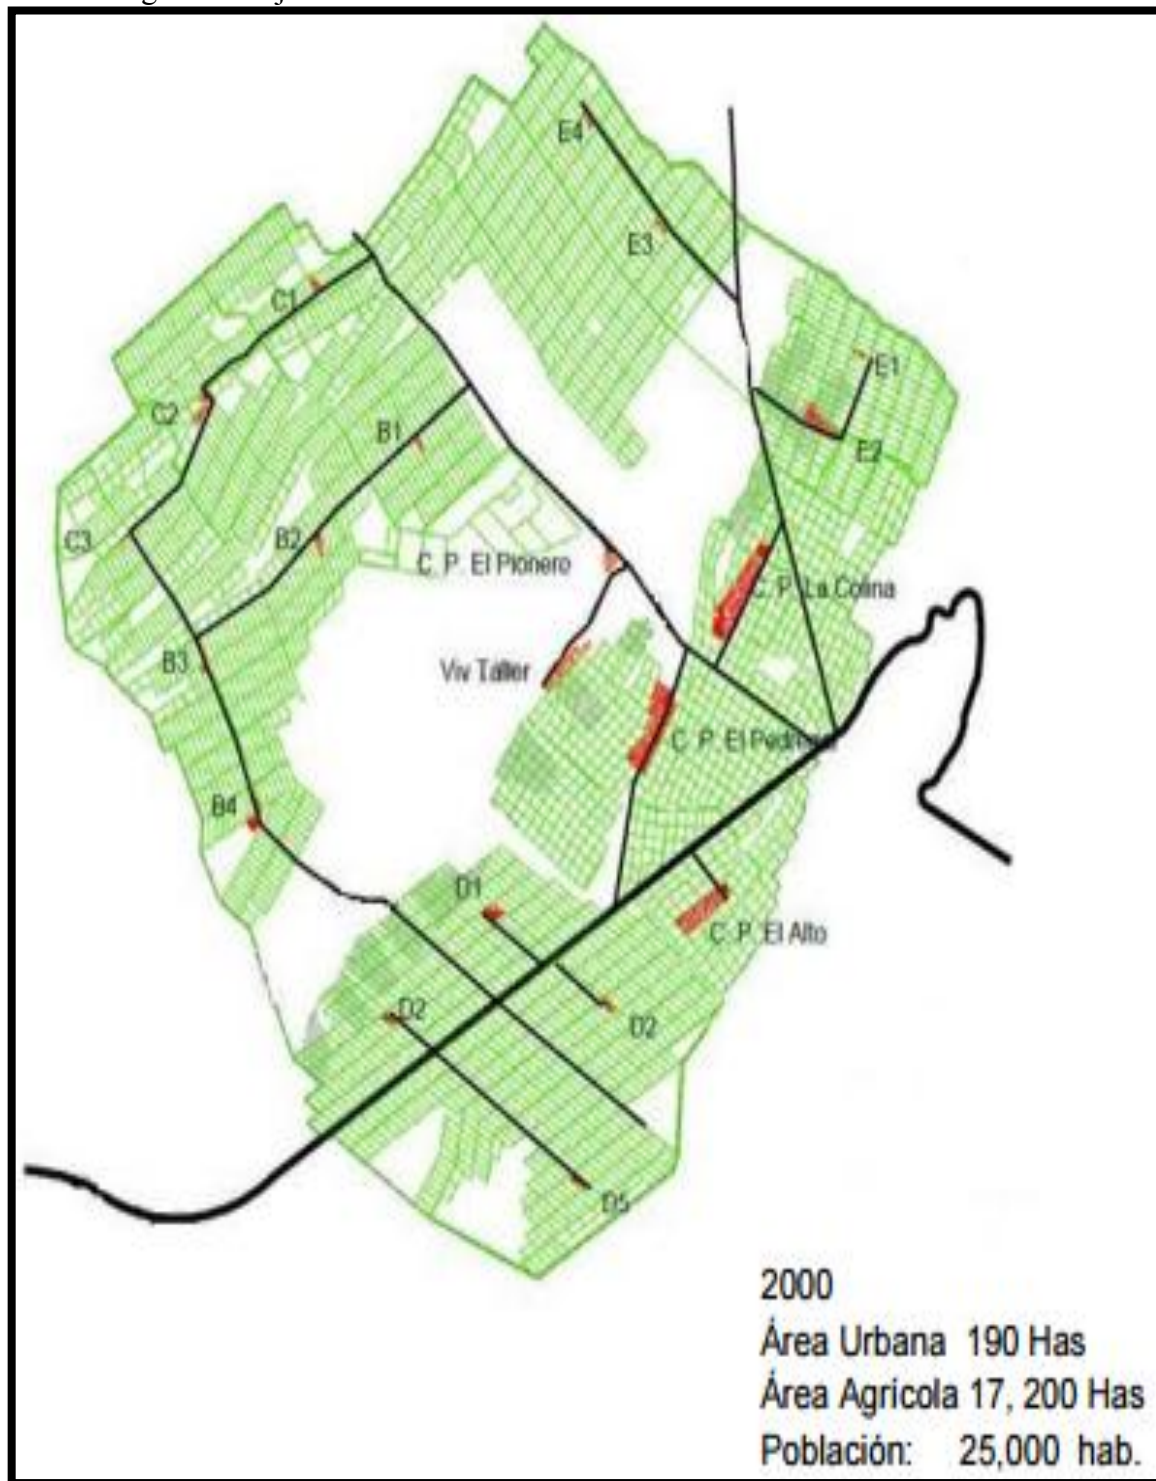 E4
E3
C1
E1
C2
B1
E2
C3
B2
C. P. El Pionero
C. P. La Colina
B3
Viv Taller
C. P. El
B4
D1
C. P. El Alto
D2
D2
D5
2000
Área Urbana 190 Has
Área Agrícola 17, 200 Has
Población: 25,000 hab.